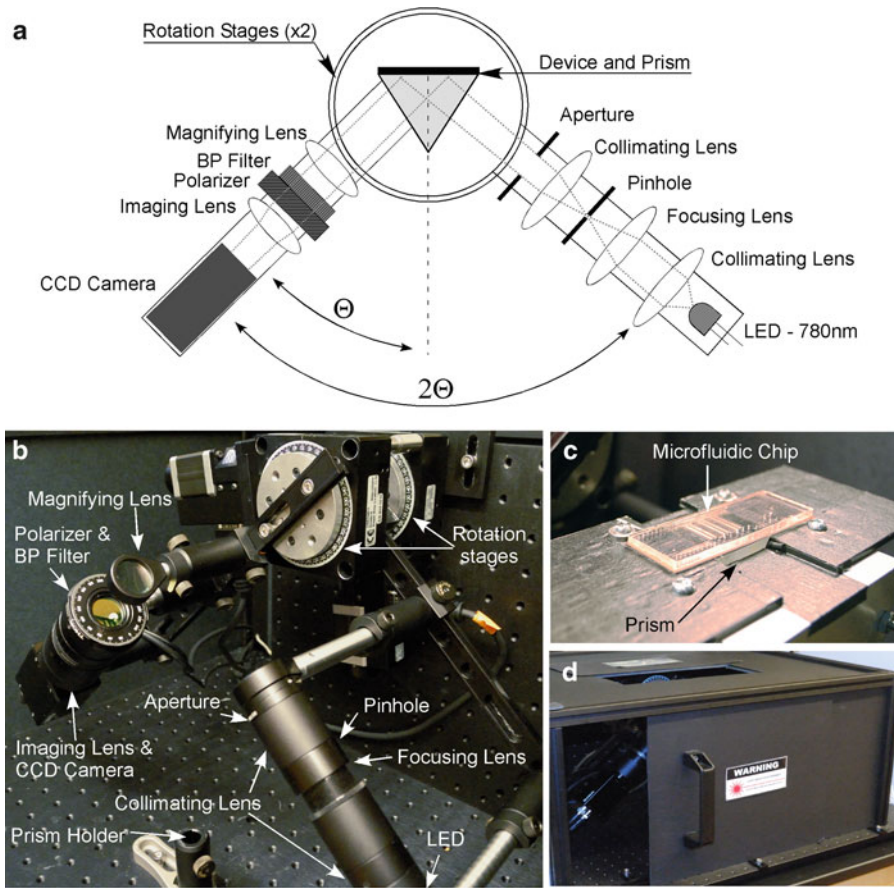 a
Rotation Stages (x2)
Device and Prism
Aperture
Magnifying Lens
BP Filter
Polarizer
Imaging Lens
Collimating Lens
Pinhole
Focusing Lens
CCD Camera
Collimating Lens
LED - 780nm
Θ
2Θ
b
Magnifying Lens
Polarizer &
BP Filter
Rotation
stages
Aperture
Pinhole
Imaging Lens &
CCD Camera
Focusing Lens
Collimating Lens
Prism Holder
LED
c
Microfluidic Chip
Prism
d
WARNING